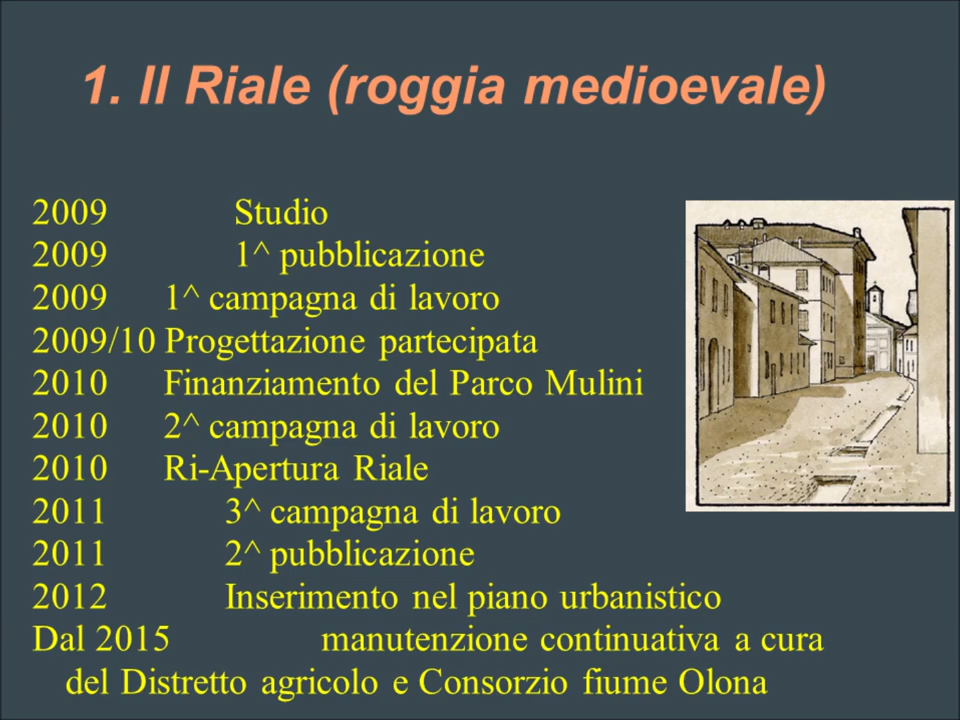 1. Il Riale (roggia medioevale)
2009 Studio
2009 1^ pubblicazione
2009 1^ campagna di lavoro
2009/10 Progettazione partecipata
2010 Finanziamento del Parco Mulini
2010 2^ campagna di lavoro
2010 Ri-Apertura Riale
2011 3^ campagna di lavoro
2011 2^ pubblicazione
2012 Inserimento nel piano urbanistico
Dal 2015 manutenzione continuativa a cura
del Distretto agricolo e Consorzio fiume Olona